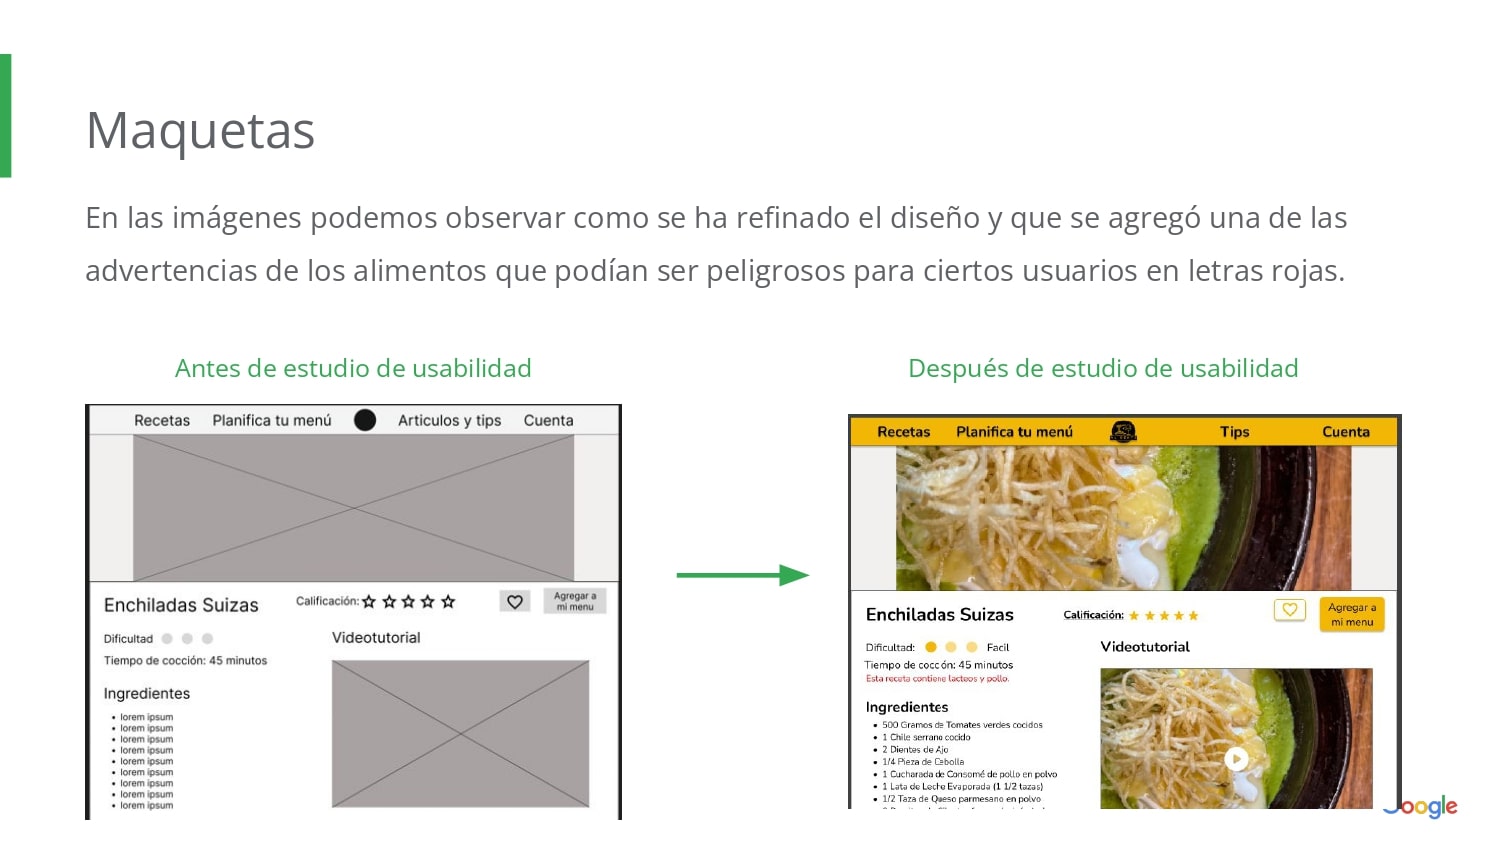 Maquetas
En las imágenes podemos observar como se ha refinado el diseño y que se agregó una de las
advertencias de los alimentos que podían ser peligrosos para ciertos usuarios en letras rojas.
Antes de estudio de usabilidad
Recetas Planifica tu menú Articulos y tips Cuenta
Enchiladas Suizas
Calificación:
Agregar a
mi menu
Dificultad
Tiempo de cocción: 45 minutos
Videotutorial
Ingredientes
• lorem ipsum
• lorem ipsum
• lorem ipsum
• lorem ipsum
• lorem ipsum
• lorem ipsum
• lorem ipsum
• lorem ipsum
• lorem ipsum
Después de estudio de usabilidad
Recetas Planifica tu menú Tips Cuenta
Enchiladas Suizas
Calificación:
Agregar a
mi menu
Dificultad: Facil
Tiempo de cocción: 45 minutos
Esta receta contiene lacteos y pollo.
Videotutorial
Ingredientes
• 500 Gramos de Tomates verdes cocidos
• 1 Chile serrano cocido
• 2 Dientes de Ajo
• 1/4 Pieza de Cebolla
• 1 Cucharada de Consomé de pollo en polvo
• 1 Lata de Leche Evaporada (1 1/2 tazas)
• 1/2 Taza de Queso parmesano en polvo
Google